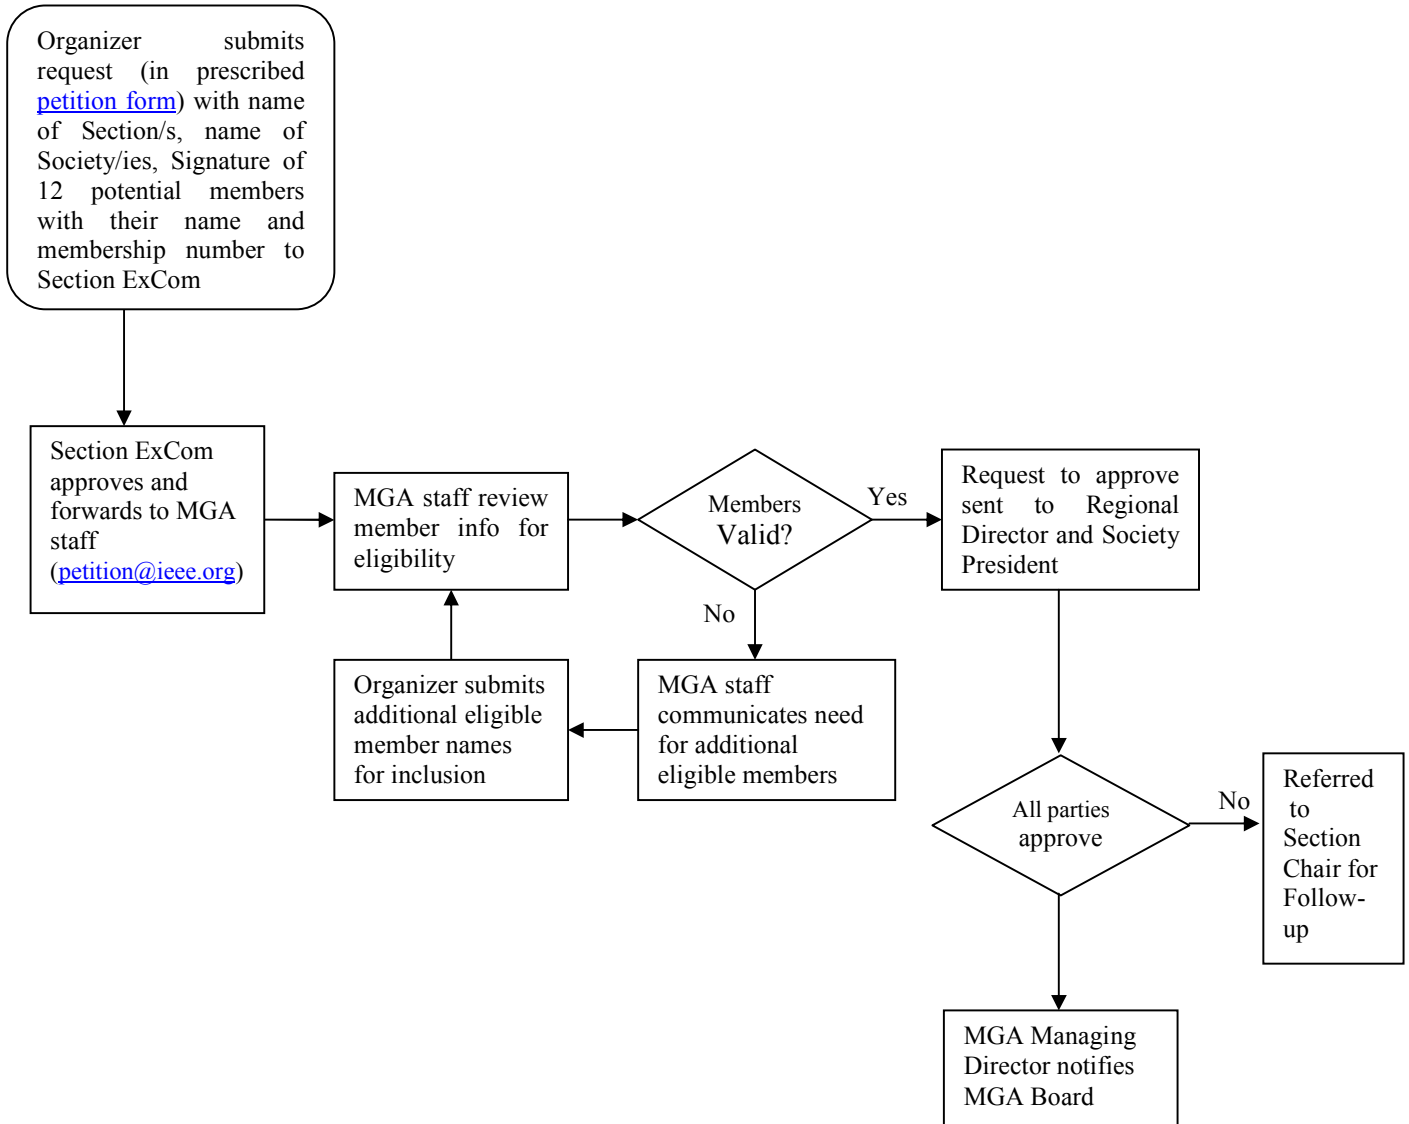 Organizer submits
request (in prescribed
petition form) with name
of Section/s, name of
Society/ies, Signature of
12 potential members
with their name and
membership number to
Section ExCom
Section ExCom
approves and
forwards to MGA
staff
(petition@ieee.org)
MGA staff review
member info for
eligibility
Members
Valid?
Yes
Request to approve
sent to Regional
Director and Society
President
No
Organizer submits
additional eligible
member names
for inclusion
MGA staff
communicates need
for additional
eligible members
All parties
approve
No
Referred
to
Section
Chair for
Follow-
up
MGA Managing
Director notifies
MGA Board